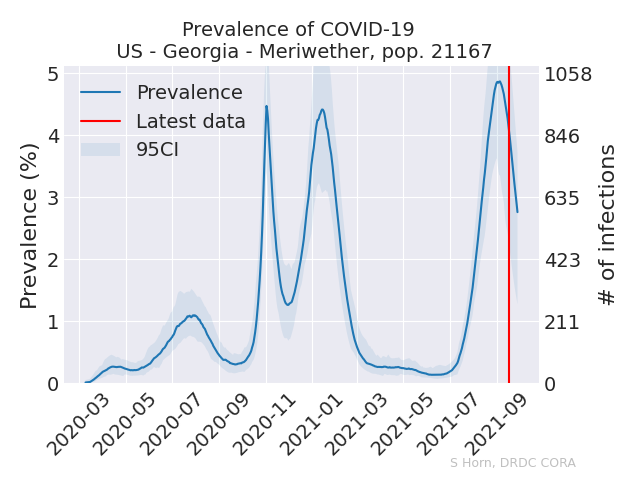 Prevalence of COVID-19
US - Georgia - Meriwether, pop. 21167
Prevalence
Latest data
95CI
Prevalence (%)
5
4
3
2
1
0
1058
846
635
423
211
0
# of infections
2020-03
2020-05
2020-07
2020-09
2020-11
2021-01
2021-03
2021-05
2021-07
2021-09
S Horn, DRDC CORA